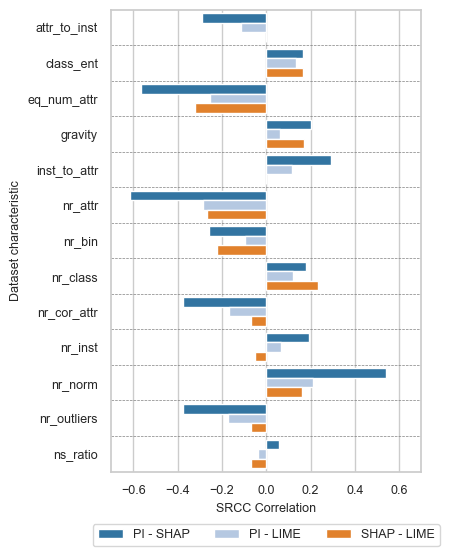 Dataset characteristic
attr_to_inst
class_ent
eq_num_attr
gravity
inst_to_attr
nr_attr
nr_bin
nr_class
nr_cor_attr
nr_inst
nr_norm
nr_outliers
ns_ratio
−0.6 −0.4 −0.2 0.0 0.2 0.4 0.6
SRCC Correlation
PI - SHAP PI - LIME SHAP - LIME